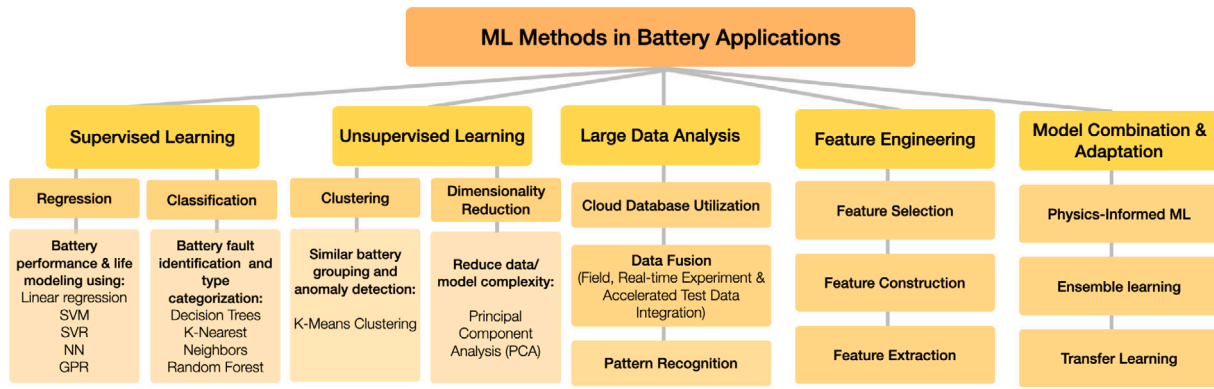 ML Methods in Battery Applications
Supervised Learning
Regression
Battery
performance & life
modeling using:
Linear regression
SVM
SVR
NN
GPR
Classification
Battery fault
identification and
type
categorization:
Decision Trees
K-Nearest
Neighbors
Random Forest
Unsupervised Learning
Clustering
Similar battery
grouping and
anomaly detection:
K-Means Clustering
Dimensionality
Reduction
Reduce data/
model complexity:
Principal
Component
Analysis (PCA)
Large Data Analysis
Cloud Database Utilization
Data Fusion
(Field, Real-time Experiment &
Accelerated Test Data
Integration)
Pattern Recognition
Feature Engineering
Feature Selection
Feature Construction
Feature Extraction
Model Combination &
Adaptation
Physics-Informed ML
Ensemble learning
Transfer Learning